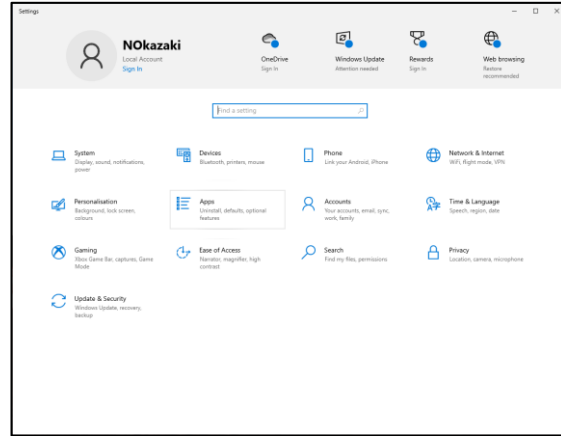 Settings
NOkazaki
Local Account
Sign In
OneDrive
Sign In
Windows Update
Attention needed
Rewards
Sign In
Web browsing
Restore
recommended
Find a setting
System
Display, sound, notifications,
power
Devices
Bluetooth, printers, mouse
Phone
Link your Android, iPhone
Network & Internet
WiFi, flight mode, VPN
Personalisation
Background, lock screen,
colours
Apps
Uninstall, defaults, optional
features
Accounts
Your accounts, email, sync,
work, family
Time & Language
Speech, region, date
Gaming
Xbox Game Bar, captures, Game
Mode
Ease of Access
Narrator, magnifier, high
contrast
Search
Find my files, permissions
Privacy
Location, camera, microphone
Update & Security
Windows Update, recovery,
backup